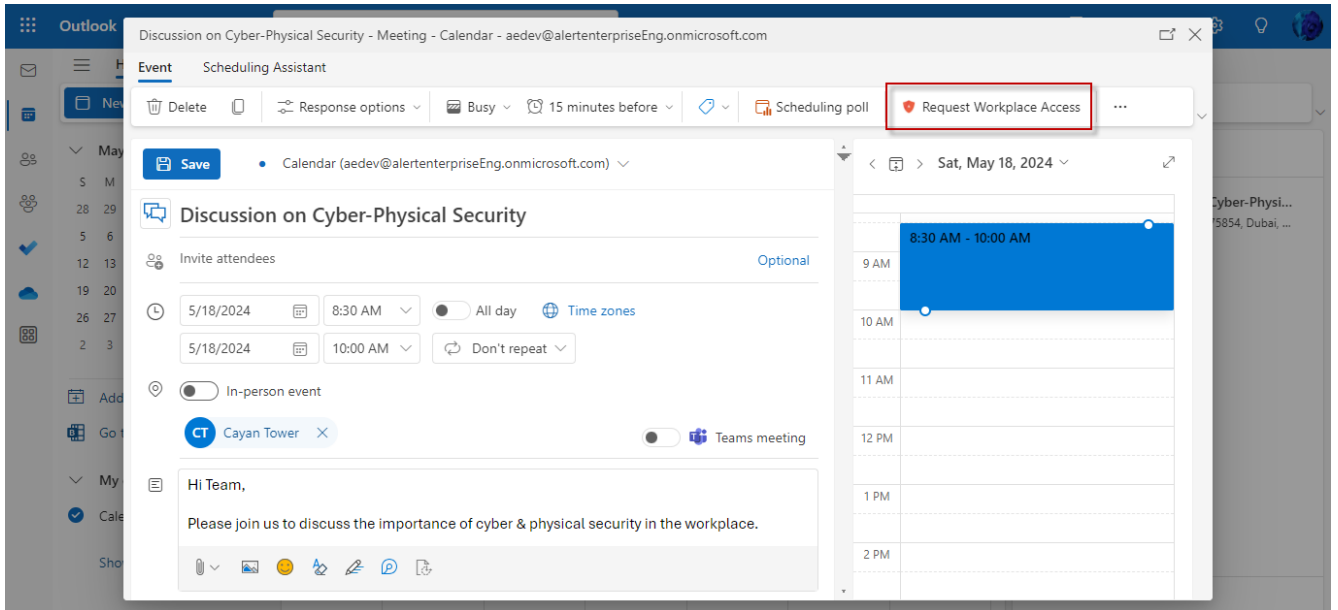 Outlook
Discussion on Cyber-Physical Security - Meeting - Calendar - aedev@alertenterpriseEng.onmicrosoft.com
Event Scheduling Assistant
Delete Response options Busy 15 minutes before Scheduling poll Request Workplace Access ...
New
Save • Calendar (aedev@alertenterpriseEng.onmicrosoft.com)
Sat, May 18, 2024
May
S M
28 29
5 6
12 13
19 20
26 27
2 3
Add
Go t
My
Cale
Sho
Discussion on Cyber-Physical Security
Invite attendees Optional
5/18/2024 8:30 AM All day Time zones
5/18/2024 10:00 AM Don't repeat
In-person event
CT Cayan Tower
Teams meeting
Hi Team,
Please join us to discuss the importance of cyber & physical security in the workplace.
8:30 AM - 10:00 AM
9 AM
10 AM
11 AM
12 PM
1 PM
2 PM
Cyber-Physi...
75854, Dubai, ...